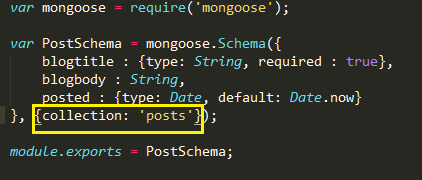 var mongoose = require('mongoose');
var PostSchema = mongoose.Schema({
blogtitle : {type: String, required : true},
blogbody : String,
posted : {type: Date, default: Date.now}
}, {collection: 'posts'});
module.exports = PostSchema;